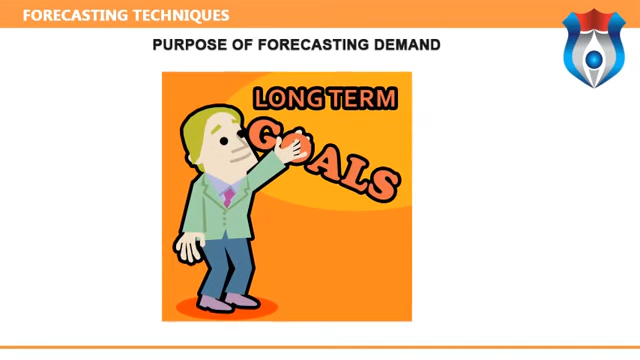 FORECASTING TECHNIQUES
PURPOSE OF FORECASTING DEMAND
LONG TERM
GOALS